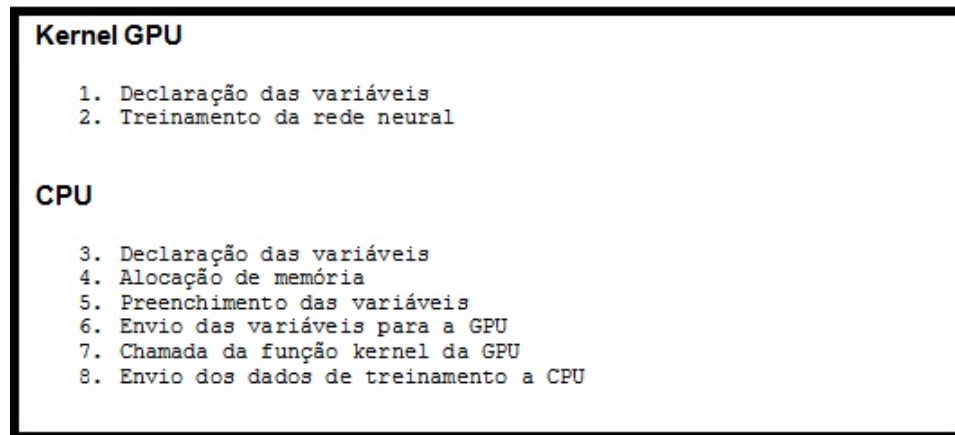 Kernel GPU
1. Declaração das variáveis
2. Treinamento da rede neural
CPU
3. Declaração das variáveis
4. Alocação de memória
5. Preenchimento das variáveis
6. Envio das variáveis para a GPU
7. Chamada da função kernel da GPU
8. Envio dos dados de treinamento a CPU